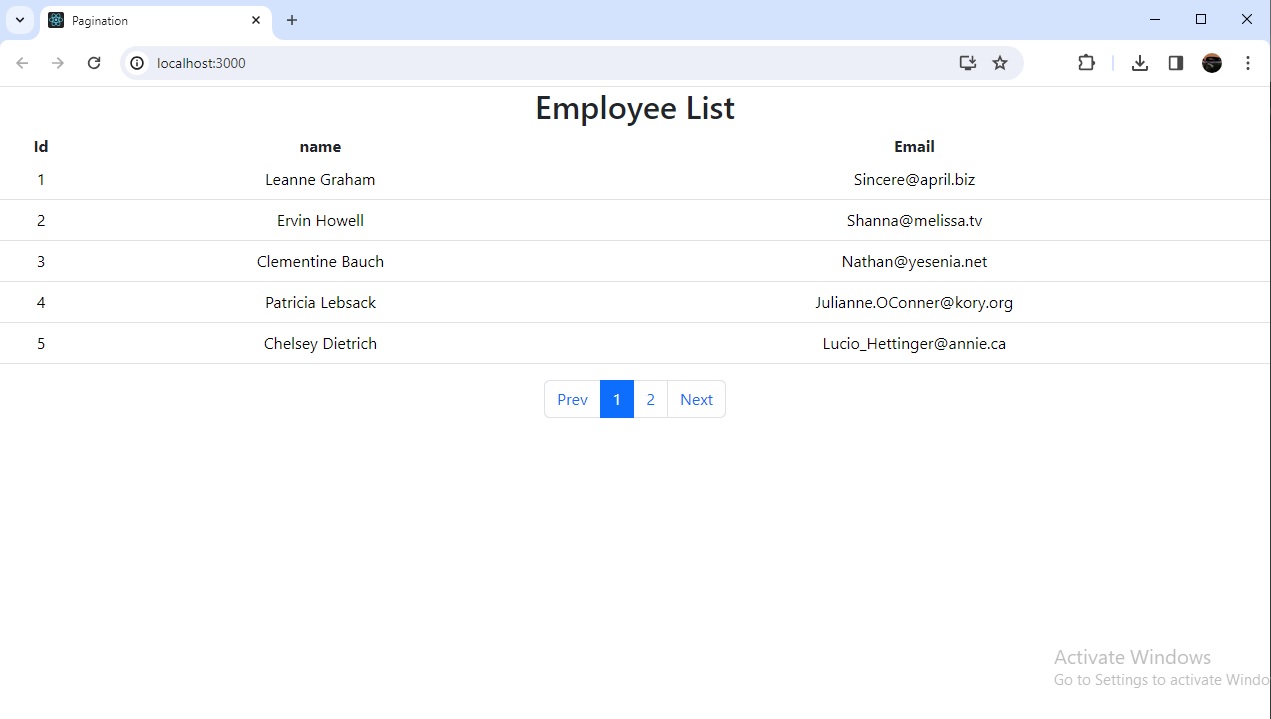 Pagination
localhost:3000
Employee List
Id name Email
1 Leanne Graham Sincere@april.biz
2 Ervin Howell Shanna@melissa.tv
3 Clementine Bauch Nathan@yesenia.net
4 Patricia Lebsack Julianne.OConner@kory.org
5 Chelsey Dietrich Lucio_Hettinger@annie.ca
Prev 1 2 Next
Activate Windows
Go to Settings to activate Windo